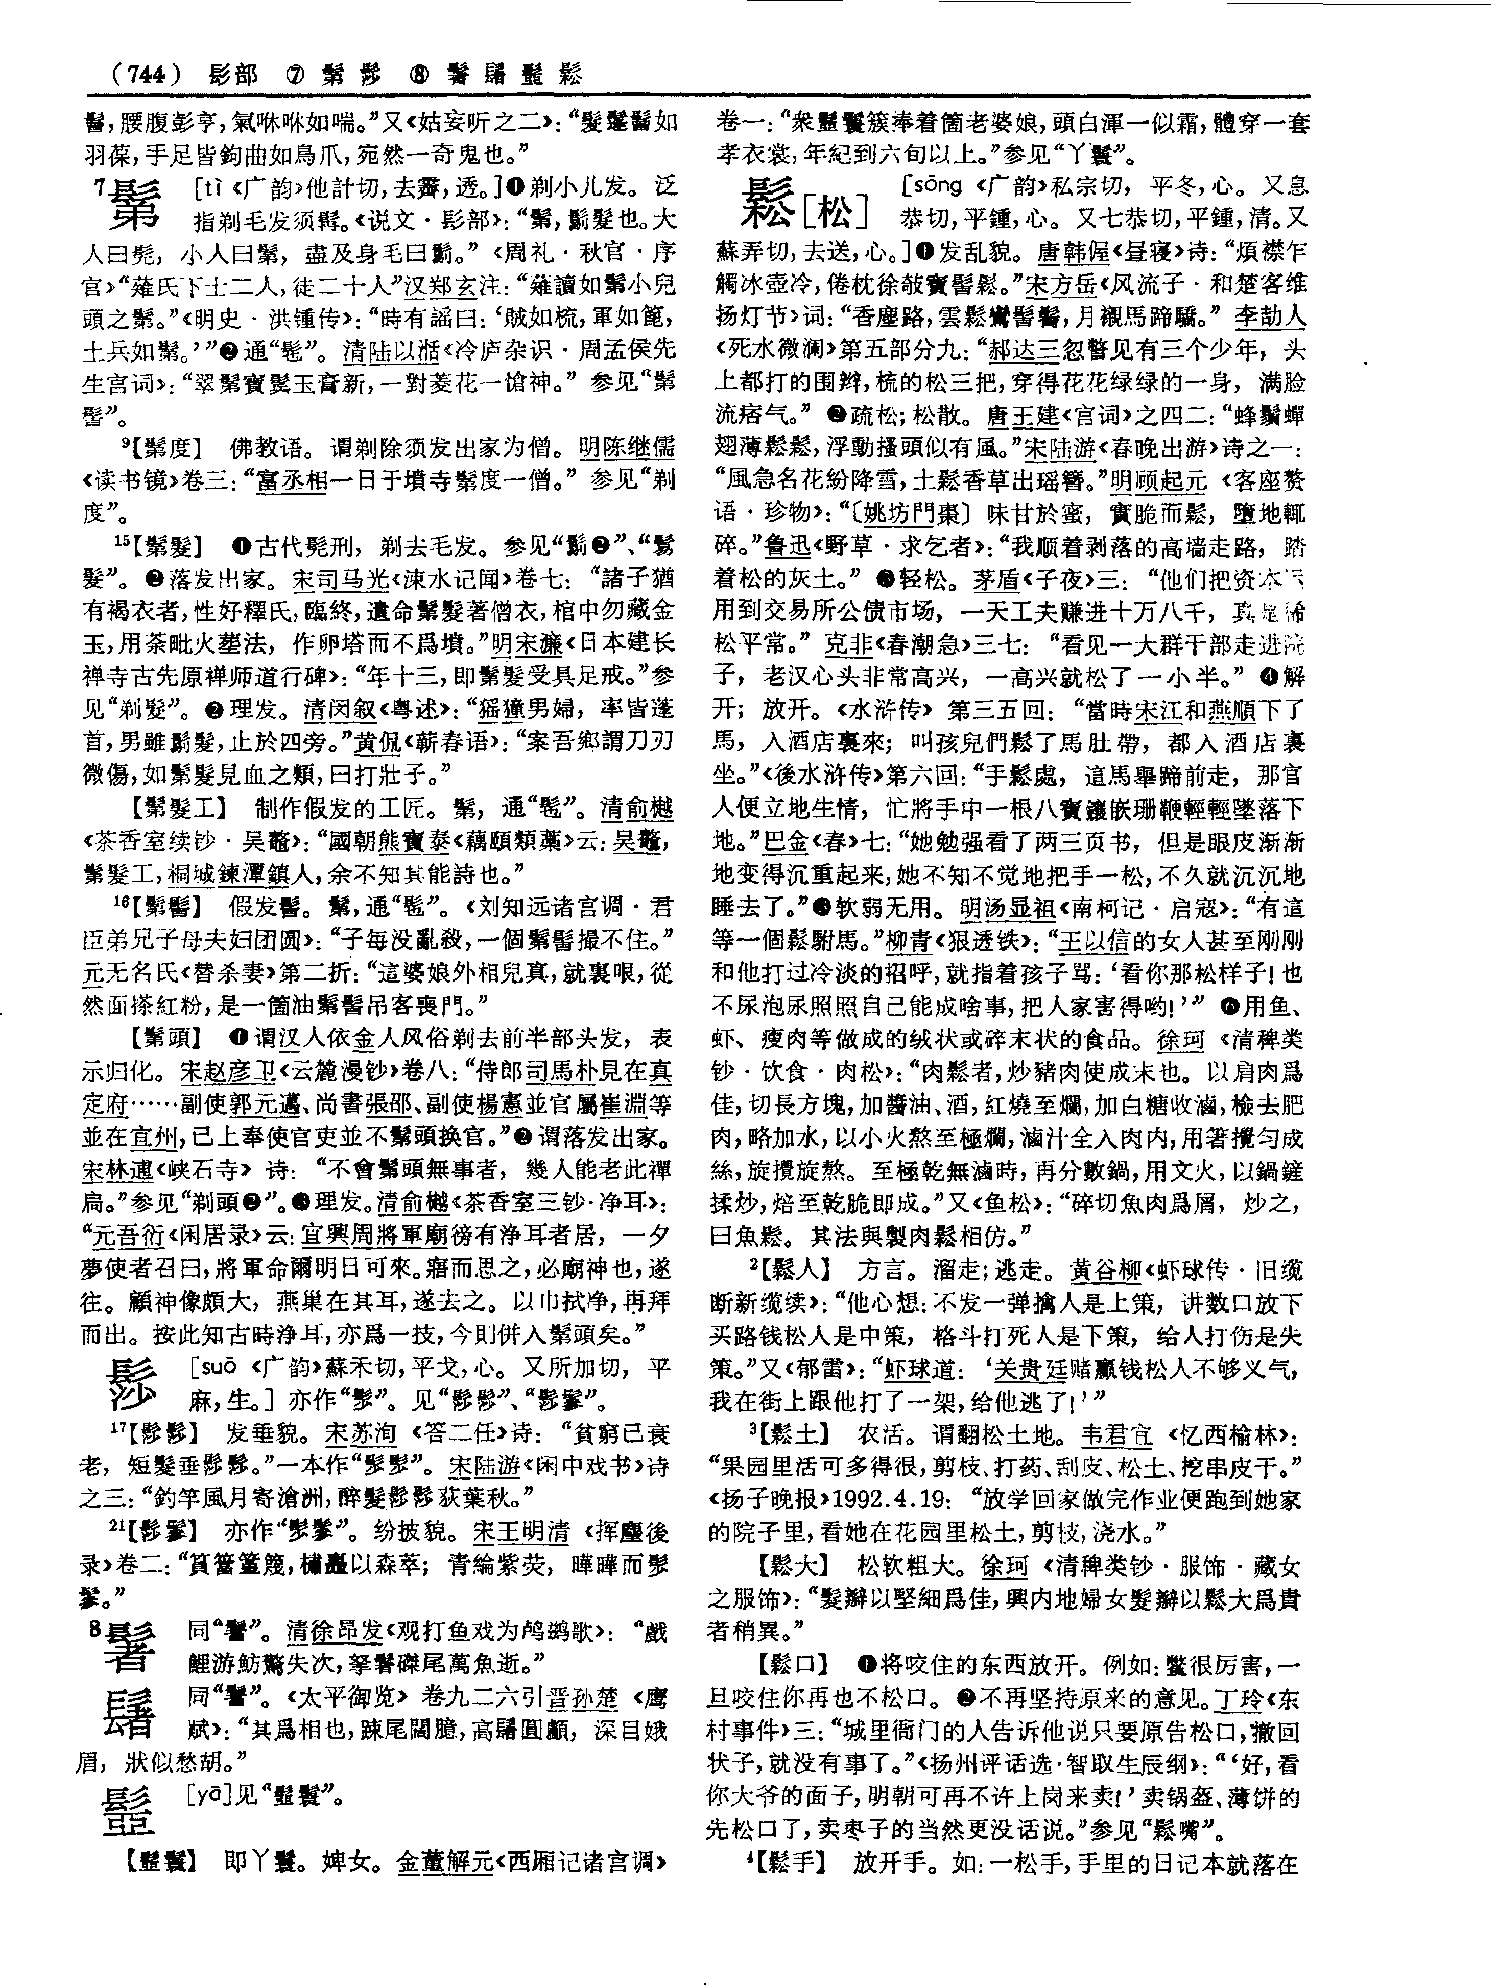 （744） 髟部 ⑦ 鬀 髿 ⑧ 鬙 松
髻，腰腹彭亨，氣咻咻如喘。”又《姑妄听之二》：“髮鬔鬙如
羽葆，手足皆鉤曲如鳥爪，宛然一奇鬼也。”
7 鬀 ［tì《广韵》他計切，去霽，透。］❶剃小儿发。泛
指剃毛发须髯。《说文·髟部》：“鬀，鬄髮也。大
人曰髡，小人曰鬀，盡及身毛曰鬄。”《周礼·秋官·序
官》“薙氏下士二人，徒二十人”汉郑玄注：“薙讀如鬀小兒
頭之鬀。”《明史·洪锺传》：“時有謡曰：‘賊如梳，軍如篦，
土兵如鬀。’”❷通“髢”。清陆以湉《冷庐杂识·周孟侯先
生宫词》：“翠鬀寶髢玉膏新，一對菱花一愴神。”参见“鬀
髻”。
9【鬀度】 佛教语。谓剃除须发出家为僧。明陈继儒
《读书镜》卷三：“富丞相一日于墳寺鬀度一僧。”参见“剃
度”。
15【鬀髮】 ❶古代髡刑，剃去毛发。参见“鬄❷”、“鬄
髮”。❷落发出家。宋司马光《涑水记闻》卷七：“諸子猶
有褐衣者，性好釋氏，臨終，遺命鬀髮著僧衣，棺中勿藏金
玉，用荼毗火塟法，作卵塔而不爲墳。”明宋濂《日本建长
禅寺古先原禅师道行碑》：“年十三，即鬀髮受具足戒。”参
见“剃髮”。❷理发。清闵叙《粤述》：“猺獞男婦，率皆蓬
首，男雖鬄髮，止於四旁。”黄侃《蕲春语》：“案吾鄉謂刀刃
微傷，如鬀髮見血之類，曰打壯子。”
【鬀髮工】 制作假发的工匠。鬀，通“髢”。清俞樾
《茶香室续钞·吴鼇》：“國朝熊寶泰《藕頤類藁》云：吴鼇，
鬀髮工，桐城鍊潭鎮人，余不知其能詩也。”
16【鬀髻】 假发髻。鬀，通“髢”。《刘知远诸宫调·君
臣弟兄子母夫妇团圆》：“子每没亂殺，一個鬀髻撮不住。”
元无名氏《替杀妻》第二折：“這婆娘外相兒真，就裏哏，從
然面搽紅粉，是一箇油鬀髻吊客喪門。”
【鬀頭】 ❶谓汉人依金人风俗剃去前半部头发，表
示归化。宋赵彦卫《云麓漫钞》卷八：“侍郎司馬朴見在真
定府……副使郭元邁、尚書張邵、副使楊憲並官屬崔淵等
並在宜州，已上奉使官吏並不鬀頭换官。”❷谓落发出家。
宋林逋《峡石寺》诗：“不會鬀頭無事者，幾人能老此禪
扃。”参见“剃頭❷”。❸理发。清俞樾《茶香室三钞·净耳》：
“元吾衍《闲居录》云：宜興周將軍廟傍有净耳者居，一夕
夢使者召曰，將軍命爾明日可來。寤而思之，必廟神也，遂
往。顧神像頗大，燕巢在其耳，遂去之。以巾拭净，再拜
而出。按此知古時净耳，亦爲一技，今則併入鬀頭矣。”
髿 ［suō《广韵》蘇禾切，平戈，心。又所加切，平
麻，生。］亦作“髿”。见“髿髿”、“髿鬖”。
17【髿髿】 发垂貌。宋苏洵《答二任》诗：“貧窮已衰
老，短髮垂髿髿。”一本作“髿髿”。宋陆游《闲中戏书》诗
之三：“釣竿風月寄滄洲，醉髮髿髿荻葉秋。”
21【髿鬖】 亦作“髿鬖”。纷披貌。宋王明清《挥麈後
录》卷二：“篔簹，以森萃；青綸紫荧，曄曄而髿
鬖。”
8 同“鬐”。清徐昂发《观打鱼戏为鸬鹚歌》：“戲
鯉游魴驚失次，磔尾萬魚逝。”
同“鬐”。《太平御览》卷九二六引晋孙楚《鹰
赋》：“其爲相也，疎尾闊臆，高圓顱，深目娥
眉，狀似愁胡。”
［yā］见“鬟”。
【鬟】 即丫鬟。婢女。金董解元《西厢记诸宫调》
卷一：“衆鬟簇捧着箇老婆娘，頭白渾一似霜，體穿一套
孝衣裳，年紀到六旬以上。”参见“丫鬟”。
鬆［松］ ［sōng《广韵》私宗切，平冬，心。又息
恭切，平鍾，心。又七恭切，平鍾，清。又
蘇弄切，去送，心。］❶发乱貌。唐韩偓《昼寝》诗：“煩襟乍
觸冰壺冷，倦枕徐敧寶髻鬆。”宋方岳《风流子·和楚客维
扬灯节》词：“香塵路，雲鬆鸞髻鬌，月襯馬蹄驕。”李劼人
《死水微澜》第五部分九：“郝达三忽瞥见有三个少年，头
上都打的围辫，梳的松三把，穿得花花绿绿的一身，满脸
流痞气。”❷疏松；松散。唐王建《宫词》之四二：“蜂鬚蟬
翅薄鬆鬆，浮動搔頭似有風。”宋陆游《春晚出游》诗之一：
“風急名花紛降雪，土鬆香草出瑶簪。”明顾起元《客座赘
语·珍物》：“〔姚坊門棗〕味甘於蜜，實脆而鬆，墮地輒
碎。”鲁迅《野草·求乞者》：“我顺着剥落的高墙走路，踏
着松的灰土。”❸轻松。茅盾《子夜》三：“他们把资本运
用到交易所公债市场，一天工夫赚进十万八千，真是稀
松平常。”克非《春潮急》三七：“看见一大群干部走进院
子，老汉心头非常高兴，一高兴就松了一小半。”❹解
开；放开。《水浒传》第三五回：“當時宋江和燕順下了
馬，入酒店裏來；叫孩兒們鬆了馬肚帶，都入酒店裏
坐。”《後水浒传》第六回：“手鬆處，這馬舉蹄前走，那官
人便立地生情，忙將手中一根八寶鑲嵌珊鞭輕輕墜落下
地。”巴金《春》七：“她勉强看了两三页书，但是眼皮渐渐
地变得沉重起来，她不知不觉地把手一松，不久就沉沉地
睡去了。”❺软弱无用。明汤显祖《南柯记·启寇》：“有這
等一個鬆駙馬。”柳青《狠透铁》：“王以信的女人甚至刚刚
和他打过冷淡的招呼，就指着孩子骂：‘看你那松样子！也
不尿泡尿照照自己能成啥事，把人家害得哟！’”❻用鱼、
虾、瘦肉等做成的绒状或碎末状的食品。徐珂《清稗类
钞·饮食·肉松》：“肉鬆者，炒豬肉使成末也。以肩肉爲
佳，切長方塊，加醬油、酒，紅燒至爛，加白糖收滷，檢去肥
肉，略加水，以小火熬至極爛，滷汁全入肉内，用箸攪匀成
絲，旋攪旋熬。至極乾無滷時，再分數鍋，用文火，以鍋鏟
揉炒，焙至乾脆即成。”又《鱼松》：“碎切魚肉爲屑，炒之，
曰魚鬆。其法與製肉鬆相仿。”
2【鬆人】 方言。溜走；逃走。黄谷柳《虾球传·旧缆
断新缆续》：“他心想：不发一弹擒人是上策，讲数口放下
买路钱松人是中策，格斗打死人是下策，给人打伤是失
策。”又《郁雷》：“虾球道：‘关贵廷赌赢钱松人不够义气，
我在街上跟他打了一架，给他逃了！’”
3【鬆土】 农活。谓翻松土地。韦君宜《忆西榆林》：
“果园里活可多得很，剪枝、打药、刮皮、松土、挖串皮干。”
《扬子晚报》1992.4.19：“放学回家做完作业便跑到她家
的院子里，看她在花园里松土，剪枝，浇水。”
【鬆大】 松软粗大。徐珂《清稗类钞·服饰·藏女
之服饰》：“髮辮以堅細爲佳，與内地婦女髮辮以鬆大爲貴
者稍異。”
【鬆口】 ❶将咬住的东西放开。例如：鳖很厉害，一
旦咬住你再也不松口。❷不再坚持原来的意见。丁玲《东
村事件》三：“城里衙门的人告诉他说只要原告松口，撤回
状子，就没有事了。”《扬州评话选·智取生辰纲》：“‘好，看
你大爷的面子，明朝可再不许上岗来卖！’卖锅盔、薄饼的
先松口了，卖枣子的当然更没话说。”参见“鬆嘴”。
4【鬆手】 放开手。如：一松手，手里的日记本就落在